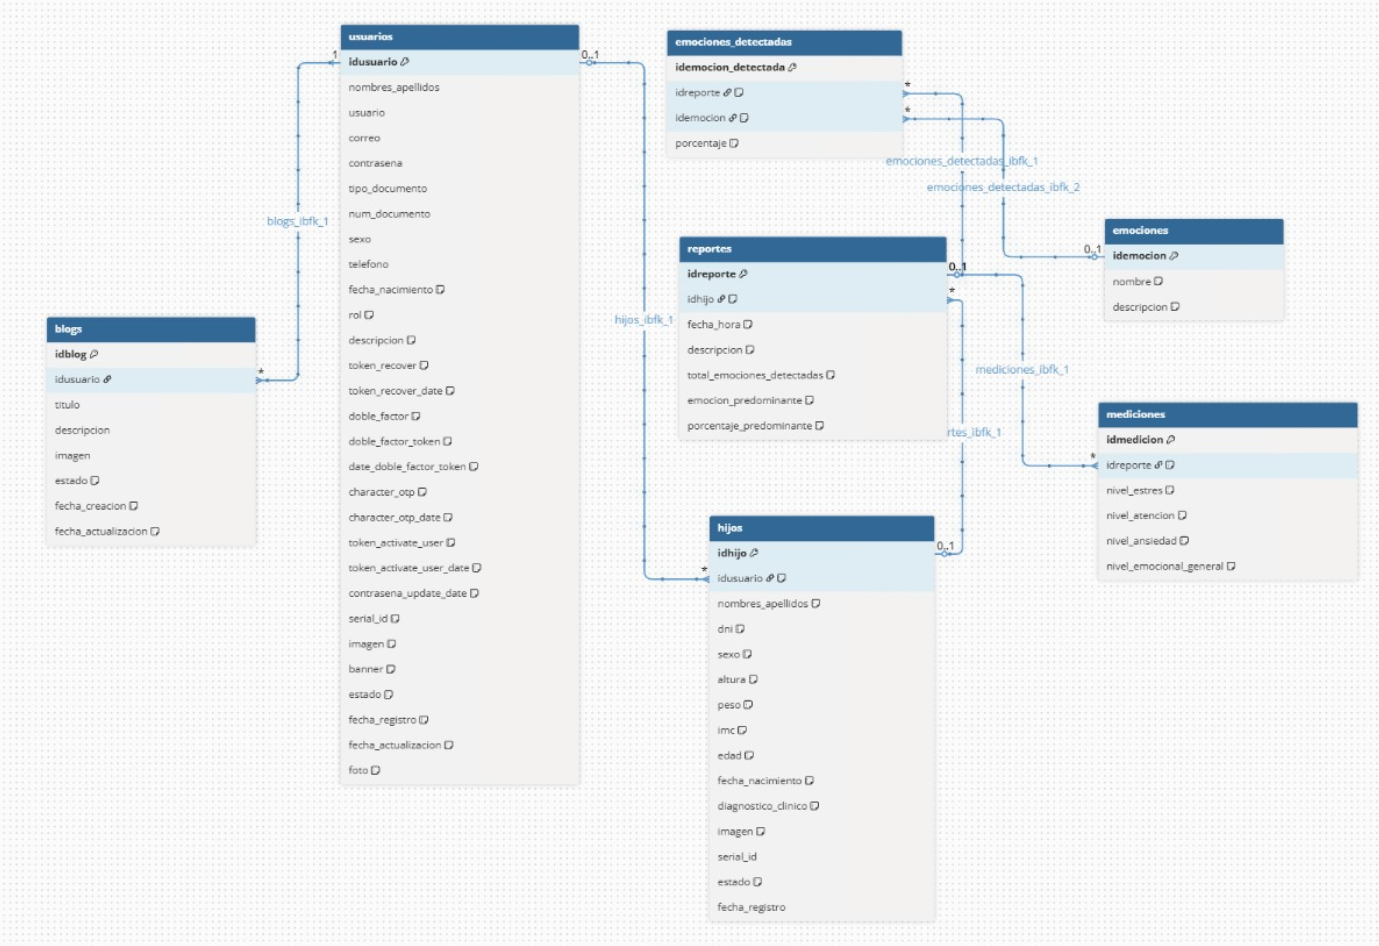 usuarios
idusuario
nombres_apellidos
usuario
correo
contrasena
tipo_documento
num_documento
sexo
telefono
fecha_nacimiento
rol
descripcion
token_recover
token_recover_date
doble_factor
doble_factor_token
date_doble_factor_token
character_otp
character_otp_date
token_activate_user
token_activate_user_date
contrasena_update_date
serial_id
imagen
banner
estado
fecha_registro
fecha_actualizacion
foto
1
0..1
blogs_ibfk_1
blogs
idblog
idusuario
titulo
descripcion
imagen
estado
fecha_creacion
fecha_actualizacion
*
hijos_ibfk_1
emociones_detectadas
idemocion_detectada
idreporte
idemocion
porcentaje
*
*
emociones_detectadas_ibfk_1
emociones_detectadas_ibfk_2
emociones
idemocion
nombre
descripcion
0..1
reportes
idreporte
idhijo
fecha_hora
descripcion
total_emociones_detectadas
emocion_predominante
porcentaje_predominante
0..1
*
mediciones_ibfk_1
rtes_ibfk_1
mediciones
idmedicion
idreporte
nivel_estres
nivel_atencion
nivel_ansiedad
nivel_emocional_general
*
hijos
idhijo
idusuario
nombres_apellidos
dni
sexo
altura
peso
imc
edad
fecha_nacimiento
diagnostico_clinico
imagen
serial_id
estado
fecha_registro
0..1
*